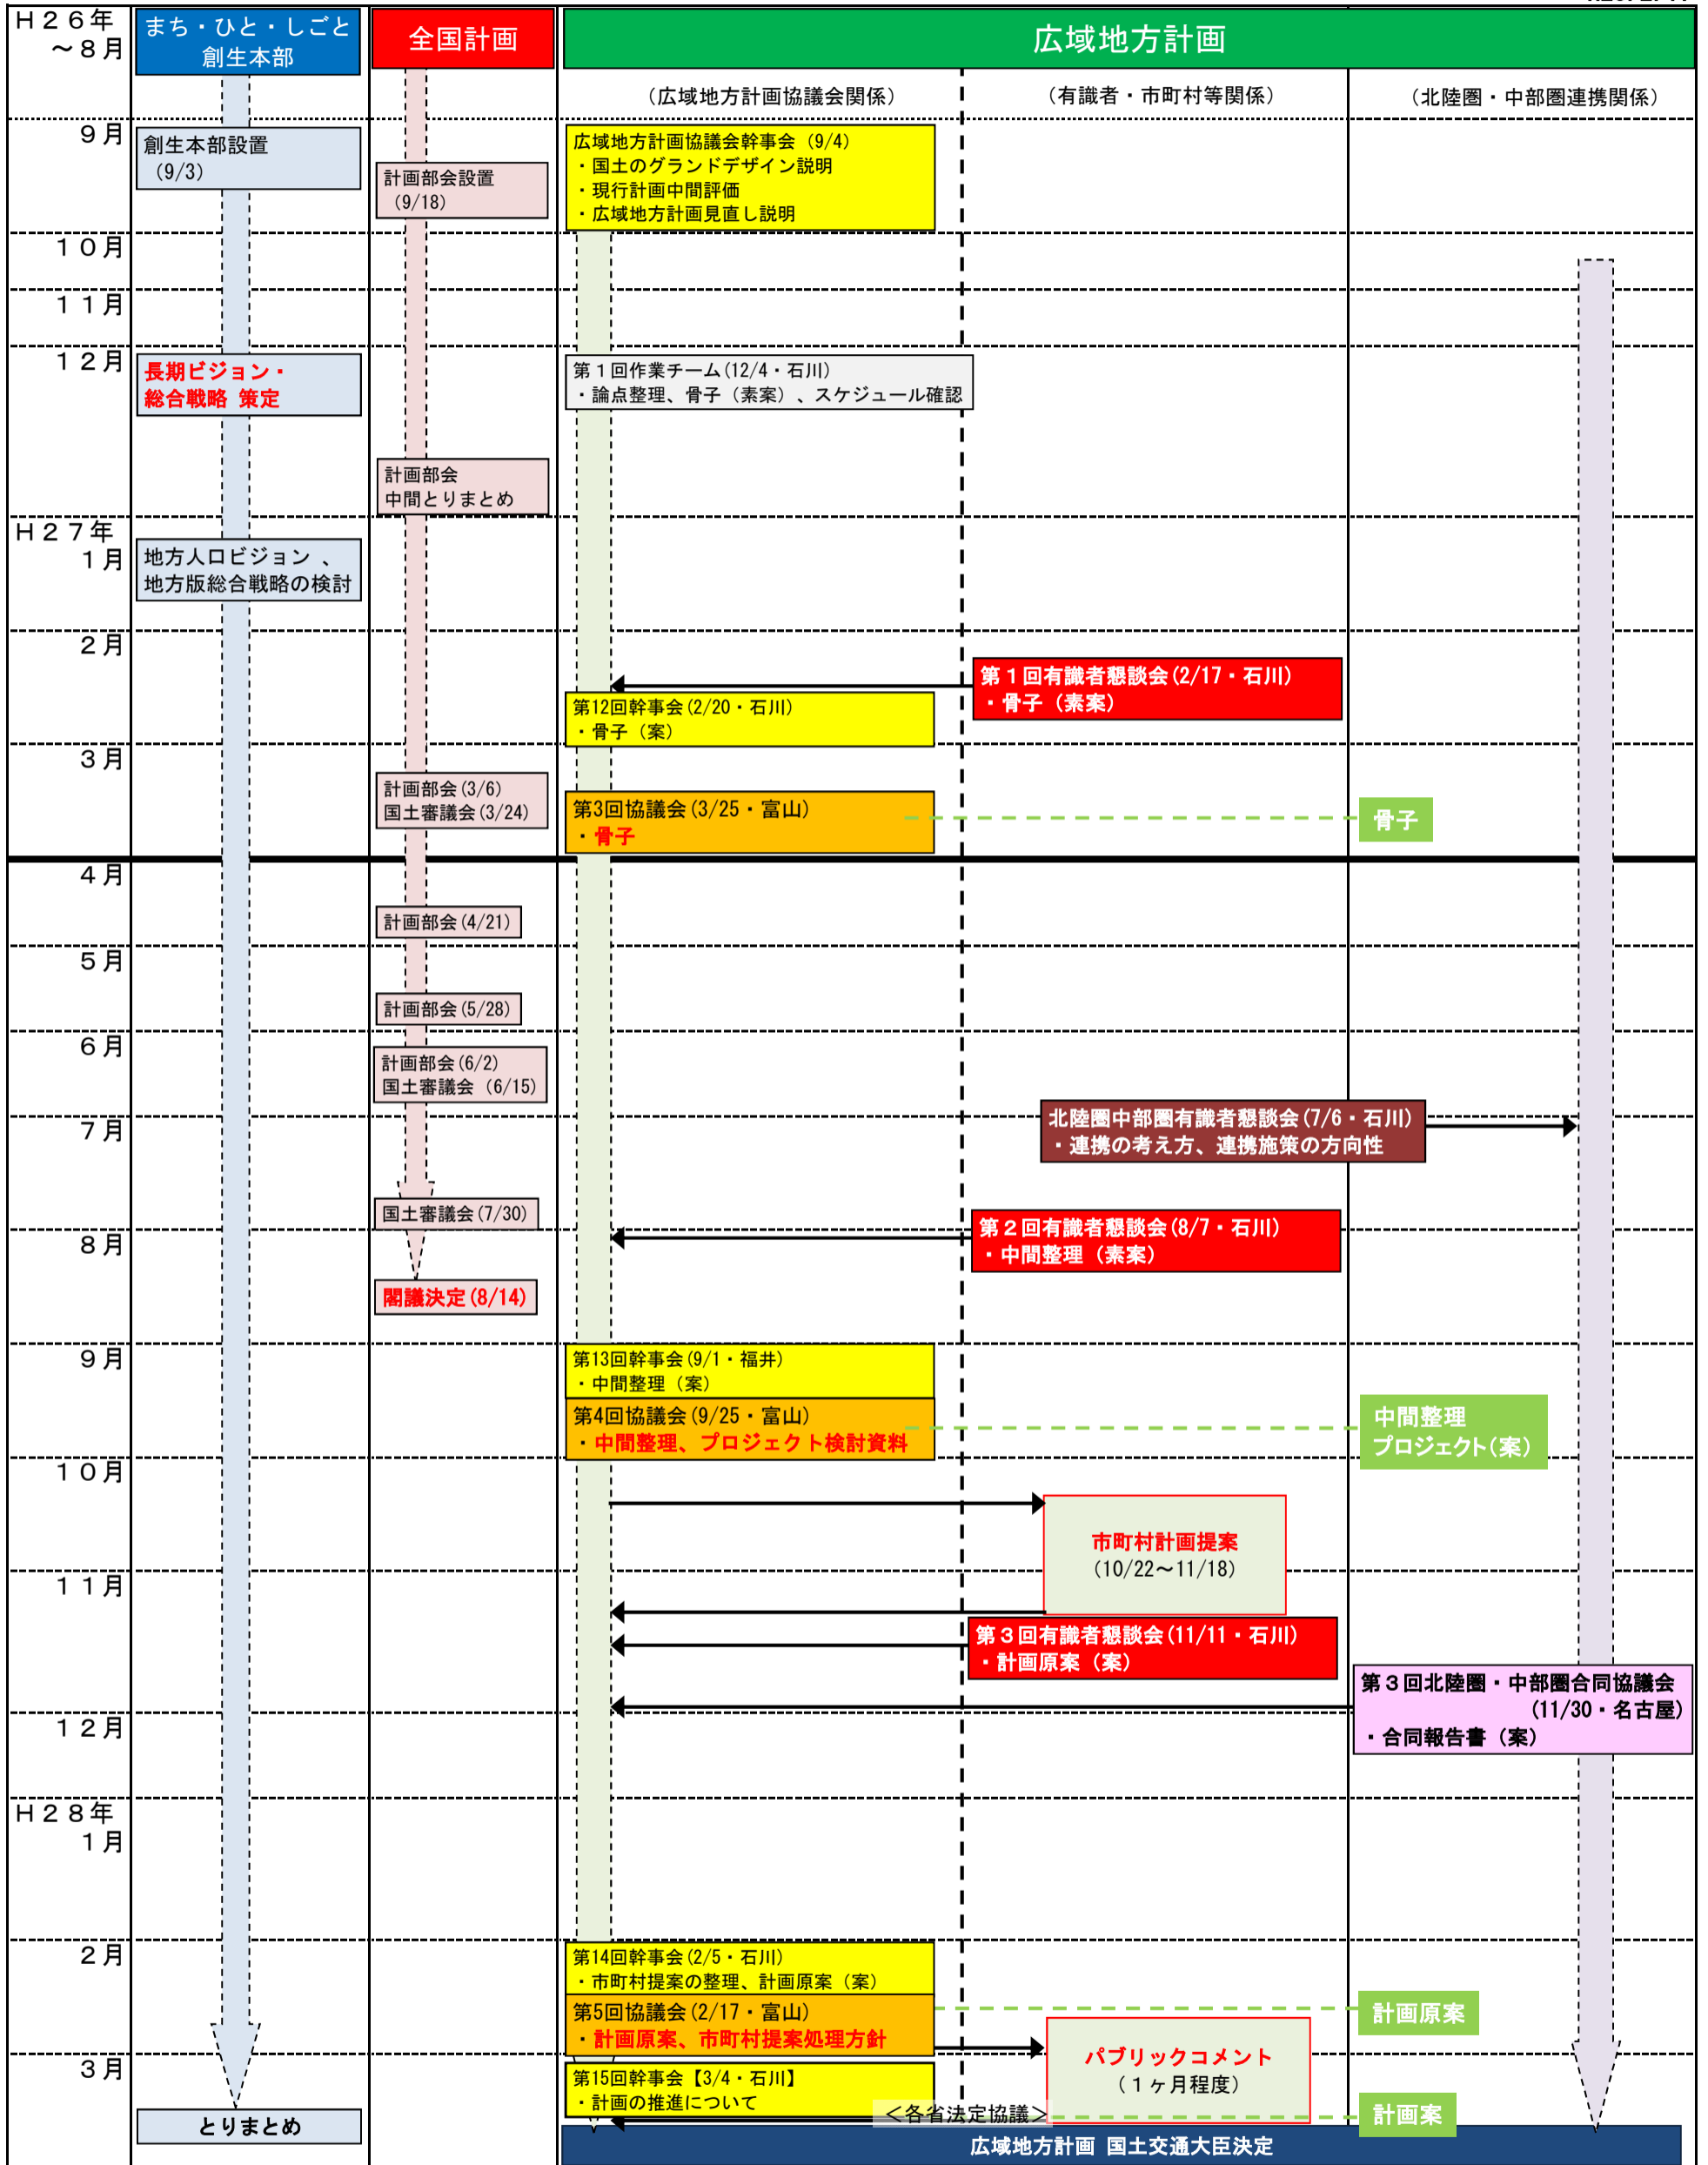 H26年
～8月
まち・ひと・しごと
創生本部
全国計画
広域地方計画
（広域地方計画協議会関係）
（有識者・市町村等関係）
（北陸圏・中部圏連携関係）
9月
創生本部設置
（9/3）
計画部会設置
（9/18）
広域地方計画協議会幹事会（9/4）
・国土のグランドデザイン説明
・現行計画中間評価
・広域地方計画見直し説明
10月
11月
12月
長期ビジョン・
総合戦略 策定
第1回作業チーム(12/4・石川)
・論点整理、骨子（素案）、スケジュール確認
計画部会
中間とりまとめ
H27年
1月
地方人口ビジョン 、
地方版総合戦略の検討
2月
第1回有識者懇談会(2/17・石川)
・骨子（素案）
第12回幹事会(2/20・石川)
・骨子（案）
3月
計画部会(3/6)
国土審議会(3/24)
第3回協議会(3/25・富山)
・骨子
骨子
4月
計画部会(4/21)
5月
計画部会(5/28)
6月
計画部会(6/2)
国土審議会（6/15)
7月
北陸圏中部圏有識者懇談会(7/6・石川)
・連携の考え方、連携施策の方向性
国土審議会(7/30)
8月
第2回有識者懇談会(8/7・石川)
・中間整理（素案）
閣議決定(8/14)
9月
第13回幹事会(9/1・福井)
・中間整理（案）
第4回協議会(9/25・富山)
・中間整理、プロジェクト検討資料
中間整理
プロジェクト(案)
10月
市町村計画提案
（10/22～11/18）
11月
第3回有識者懇談会(11/11・石川)
・計画原案（案）
第3回北陸圏・中部圏合同協議会
(11/30・名古屋)
・合同報告書（案）
12月
H28年
1月
2月
第14回幹事会(2/5・石川)
・市町村提案の整理、計画原案（案）
第5回協議会(2/17・富山)
・計画原案、市町村提案処理方針
計画原案
3月
パブリックコメント
（1ヶ月程度）
第15回幹事会【3/4・石川】
・計画の推進について
＜各省法定協議＞
計画案
とりまとめ
広域地方計画 国土交通大臣決定